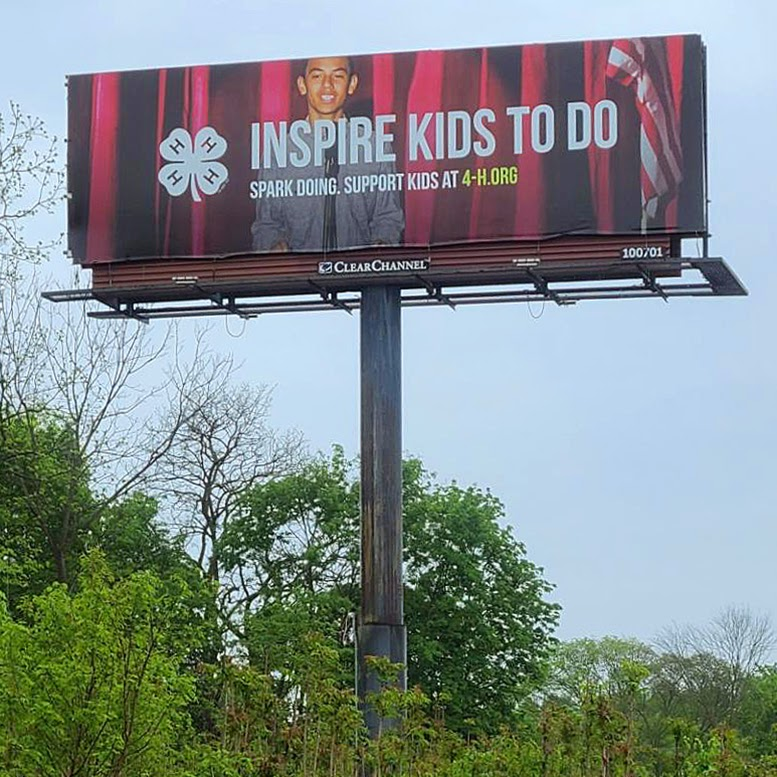 H H
H H
INSPIRE KIDS TO DO
SPARK DOING. SUPPORT KIDS AT 4-H.ORG
CLEARCHANNEL
100701